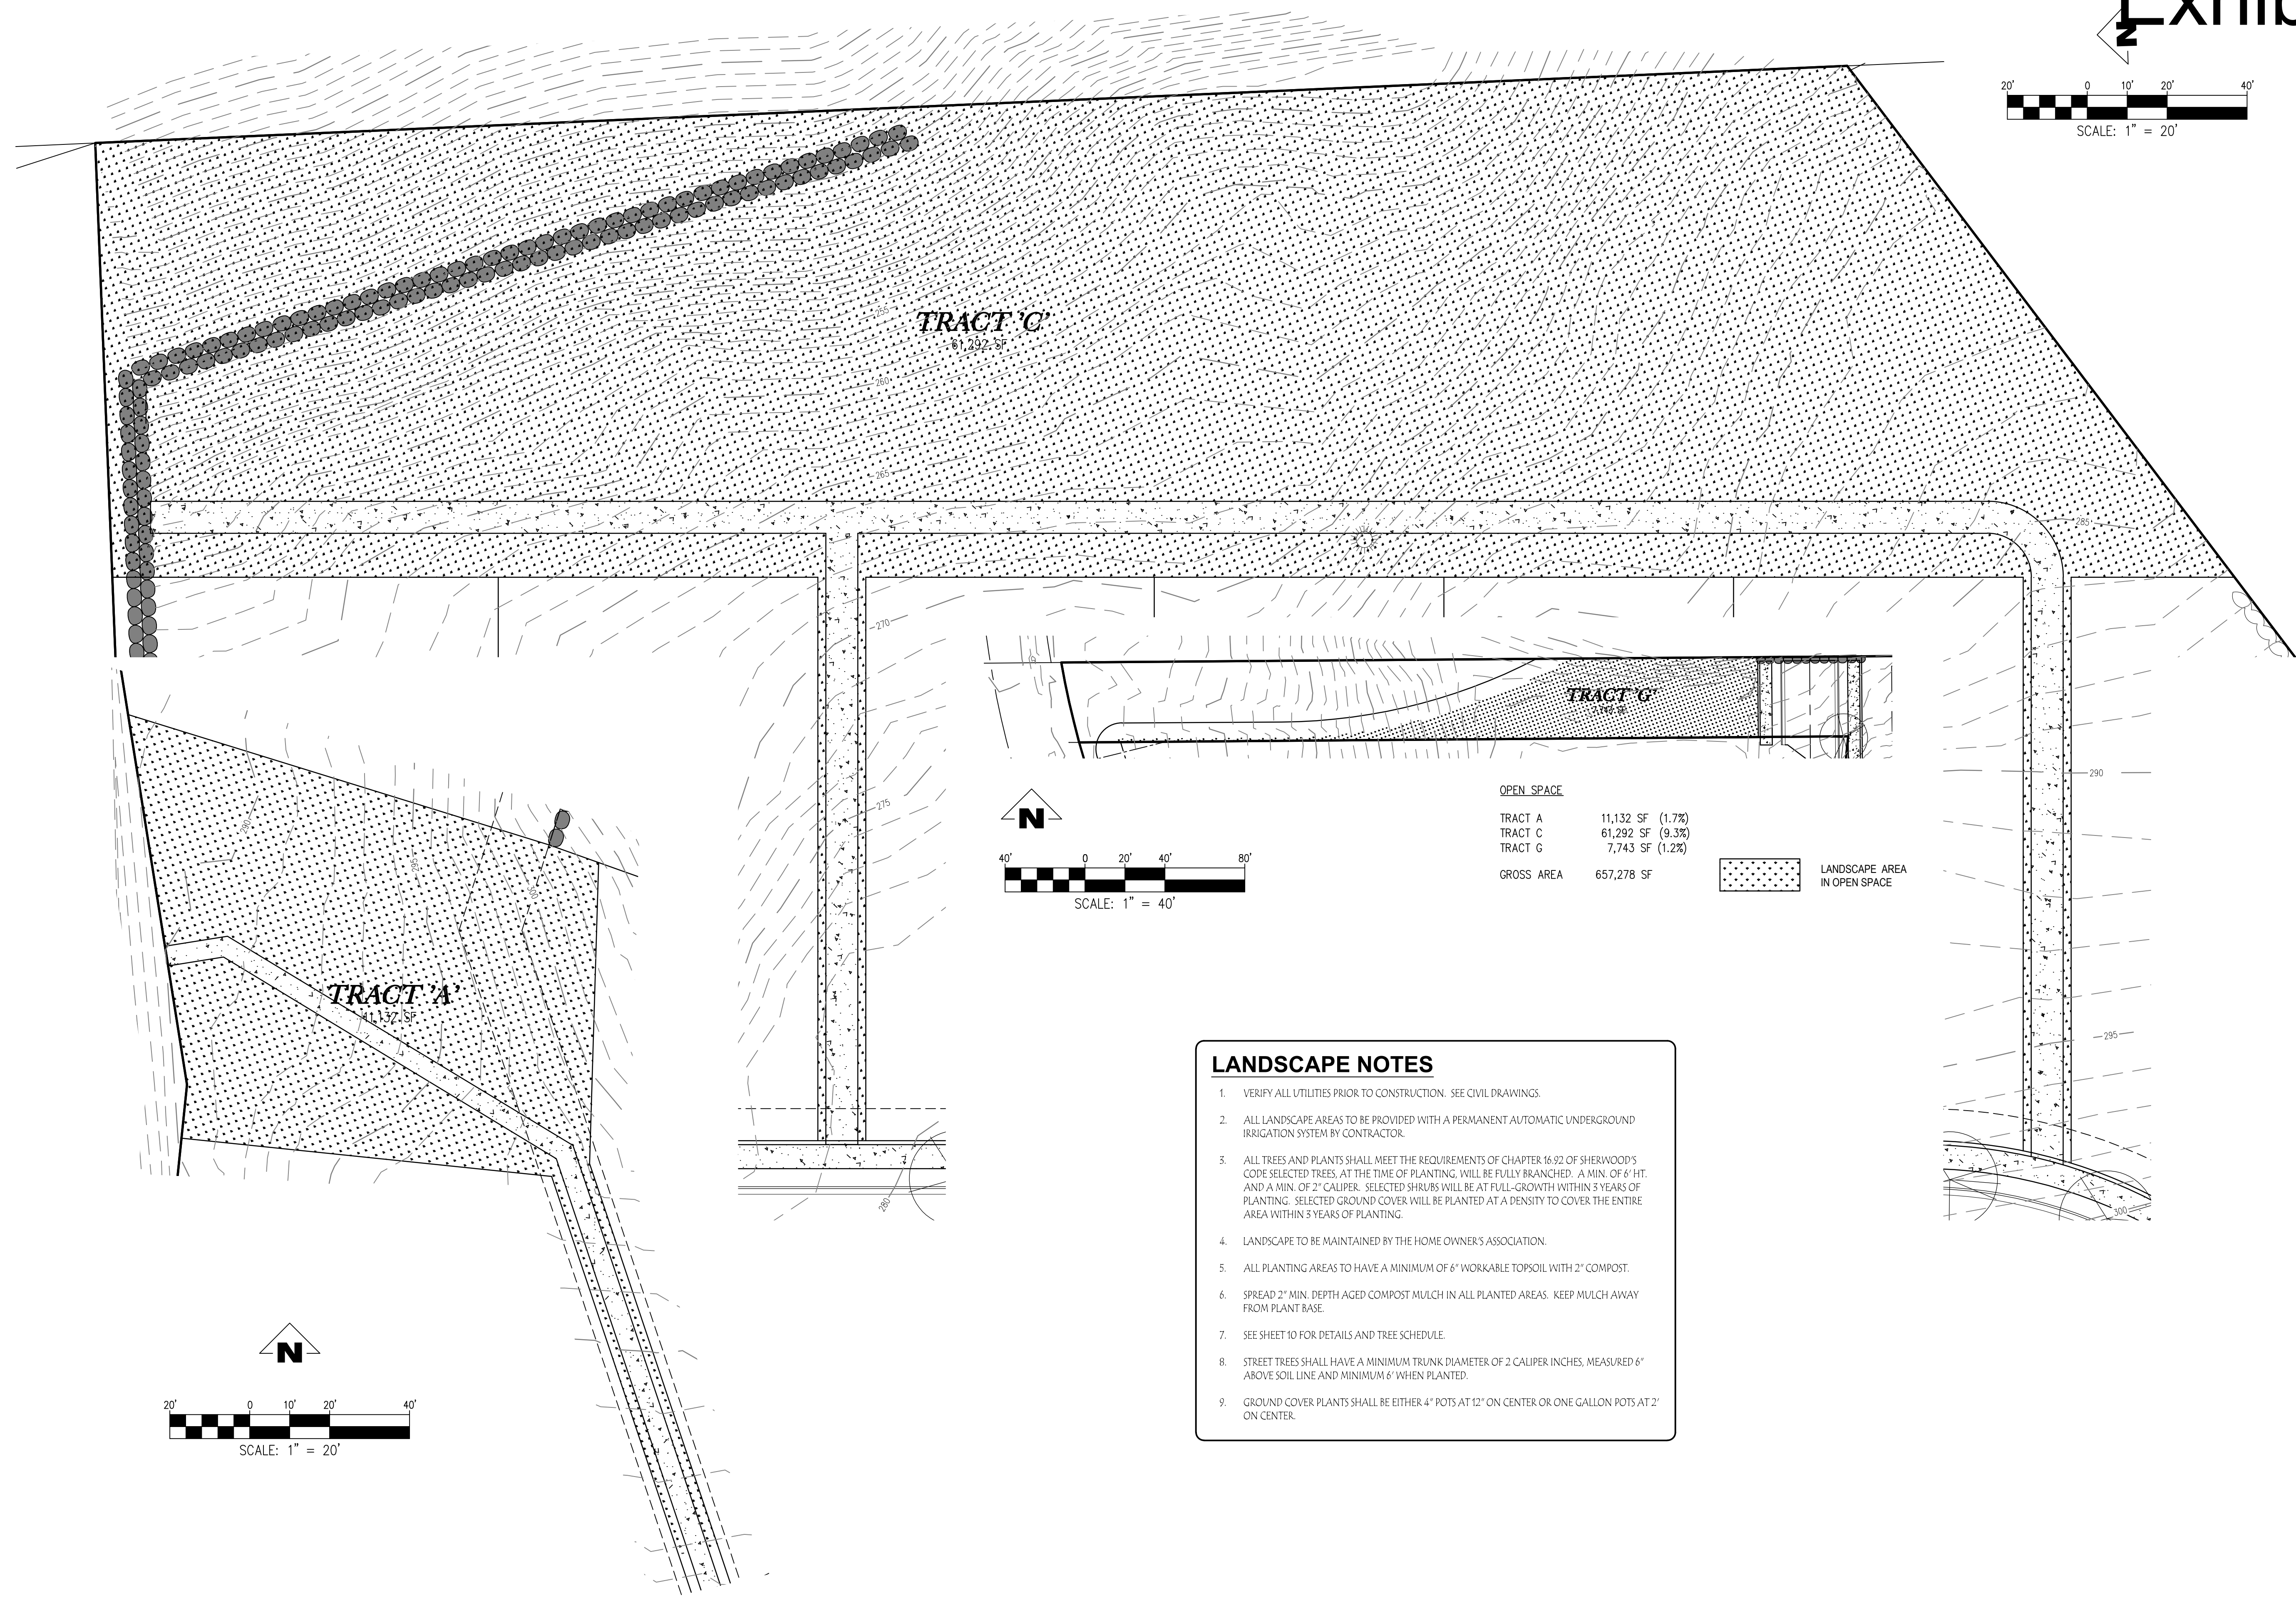 Exhib
N
20' 0 10' 20' 40'
SCALE: 1" = 20'
255
TRACT 'C'
61,292 SF
260
265
285
270
TRACT 'G'
7,743 SF
275
290
OPEN SPACE
TRACT A 11,132 SF (1.7%)
TRACT C 61,292 SF (9.3%)
TRACT G 7,743 SF (1.2%)
GROSS AREA 657,278 SF
LANDSCAPE AREA
IN OPEN SPACE
N
40' 0 20' 40' 80'
SCALE: 1" = 40'
290
295
300
TRACT 'A'
11,132 SF
295
280
300
LANDSCAPE NOTES
1. VERIFY ALL UTILITIES PRIOR TO CONSTRUCTION. SEE CIVIL DRAWINGS.
2. ALL LANDSCAPE AREAS TO BE PROVIDED WITH A PERMANENT AUTOMATIC UNDERGROUND
IRRIGATION SYSTEM BY CONTRACTOR.
3. ALL TREES AND PLANTS SHALL MEET THE REQUIREMENTS OF CHAPTER 16.92 OF SHERWOOD'S
CODE SELECTED TREES, AT THE TIME OF PLANTING, WILL BE FULLY BRANCHED. A MIN. OF 6' HT.
AND A MIN. OF 2" CALIPER. SELECTED SHRUBS WILL BE AT FULL-GROWTH WITHIN 3 YEARS OF
PLANTING. SELECTED GROUND COVER WILL BE PLANTED AT A DENSITY TO COVER THE ENTIRE
AREA WITHIN 3 YEARS OF PLANTING.
4. LANDSCAPE TO BE MAINTAINED BY THE HOME OWNER'S ASSOCIATION.
5. ALL PLANTING AREAS TO HAVE A MINIMUM OF 6" WORKABLE TOPSOIL WITH 2" COMPOST.
6. SPREAD 2" MIN. DEPTH AGED COMPOST MULCH IN ALL PLANTED AREAS. KEEP MULCH AWAY
FROM PLANT BASE.
7. SEE SHEET 10 FOR DETAILS AND TREE SCHEDULE.
8. STREET TREES SHALL HAVE A MINIMUM TRUNK DIAMETER OF 2 CALIPER INCHES, MEASURED 6"
ABOVE SOIL LINE AND MINIMUM 6' WHEN PLANTED.
9. GROUND COVER PLANTS SHALL BE EITHER 4" POTS AT 12" ON CENTER OR ONE GALLON POTS AT 2'
ON CENTER.
N
20' 0 10' 20' 40'
SCALE: 1" = 20'